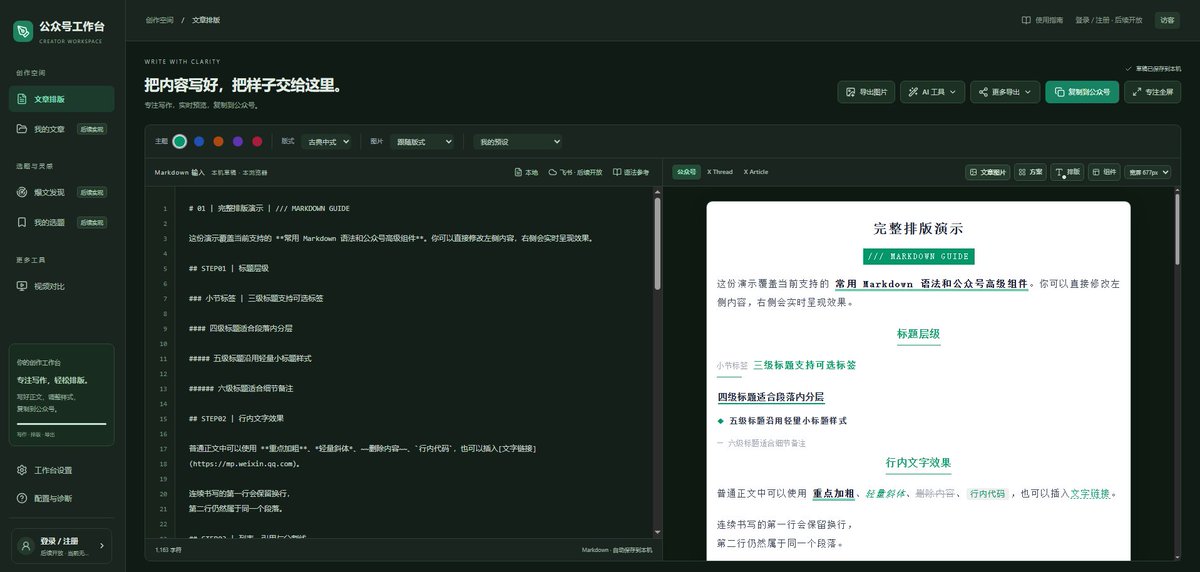 公众号工作台
CREATOR WORKSPACE
创作空间
文章排版
我的文章 后续实现
选题与灵感
爆文发现 后续实现
我的选题 后续实现
更多工具
视频对比
你的创作工作台
专注写作，轻松排版。
写好正文，调整样式，
复制到公众号。
写作 · 排版 · 导出
工作台设置
配置与诊断
登录 / 注册
后续开放 · 当前无...
创作空间 / 文章排版
使用指南 登录 / 注册 · 后续开放 访客
WRITE WITH CLARITY
把内容写好，把样子交给这里。
专注写作，实时预览，复制到公众号。
草稿已保存到本机
导出图片 AI 工具 更多导出 复制到公众号 专注全屏
主题 版式 古典中式 图片 跟随版式 我的预设
Markdown 输入 本机草稿 · 本浏览器 本地 飞书 · 后续开放 语法参考
1 # 01 | 完整排版演示 | /// MARKDOWN GUIDE
2
3 这份演示覆盖当前支持的 **常用 Markdown 语法和公众号高级组件**。你可以直接修改左侧内容，右侧会实时呈现效果。
4
5 ## STEP01 | 标题层级
6
7 ### 小节标签 | 三级标题支持可选标签
8
9 #### 四级标题适合段落内分层
10
11 ##### 五级标题沿用轻量小标题样式
12
13 ###### 六级标题适合细节备注
14
15 ## STEP02 | 行内文字效果
16
17 普通正文中可以使用 **重点加粗**、*轻量斜体*、~~删除内容~~、`行内代码`，也可以插入[文字链接]
(https://mp.weixin.qq.com)。
18
19
20 连续书写的第一行会保留换行，
21 第二行仍然属于同一个段落。
22
1,163 字符
Markdown · 自动保存到本机
公众号 X Thread X Article
文章图片 方案 排版 组件 宽屏 677px
完整排版演示
/// MARKDOWN GUIDE
这份演示覆盖当前支持的 常用 Markdown 语法和公众号高级组件。你可以直接修改左
侧内容，右侧会实时呈现效果。
标题层级
小节标签 三级标题支持可选标签
四级标题适合段落内分层
五级标题沿用轻量小标题样式
一 六级标题适合细节备注
行内文字效果
普通正文中可以使用 重点加粗、轻量斜体、删除内容、 行内代码 ，也可以插入文字链接。
连续书写的第一行会保留换行，
第二行仍然属于同一个段落。